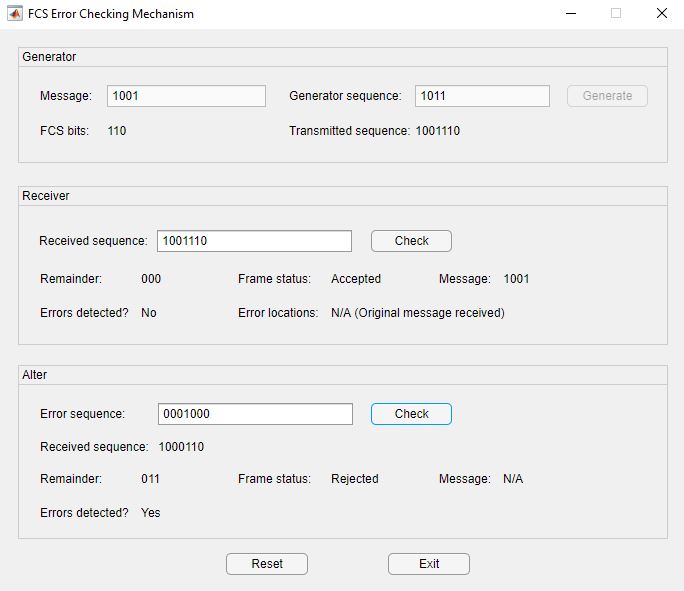 FCS Error Checking Mechanism
Generator
Message: 1001 Generator sequence: 1011 Generate
FCS bits: 110 Transmitted sequence: 1001110
Receiver
Received sequence: 1001110 Check
Remainder: 000 Frame status: Accepted Message: 1001
Errors detected? No Error locations: N/A (Original message received)
Alter
Error sequence: 0001000 Check
Received sequence: 1000110
Remainder: 011 Frame status: Rejected Message: N/A
Errors detected? Yes
Reset Exit